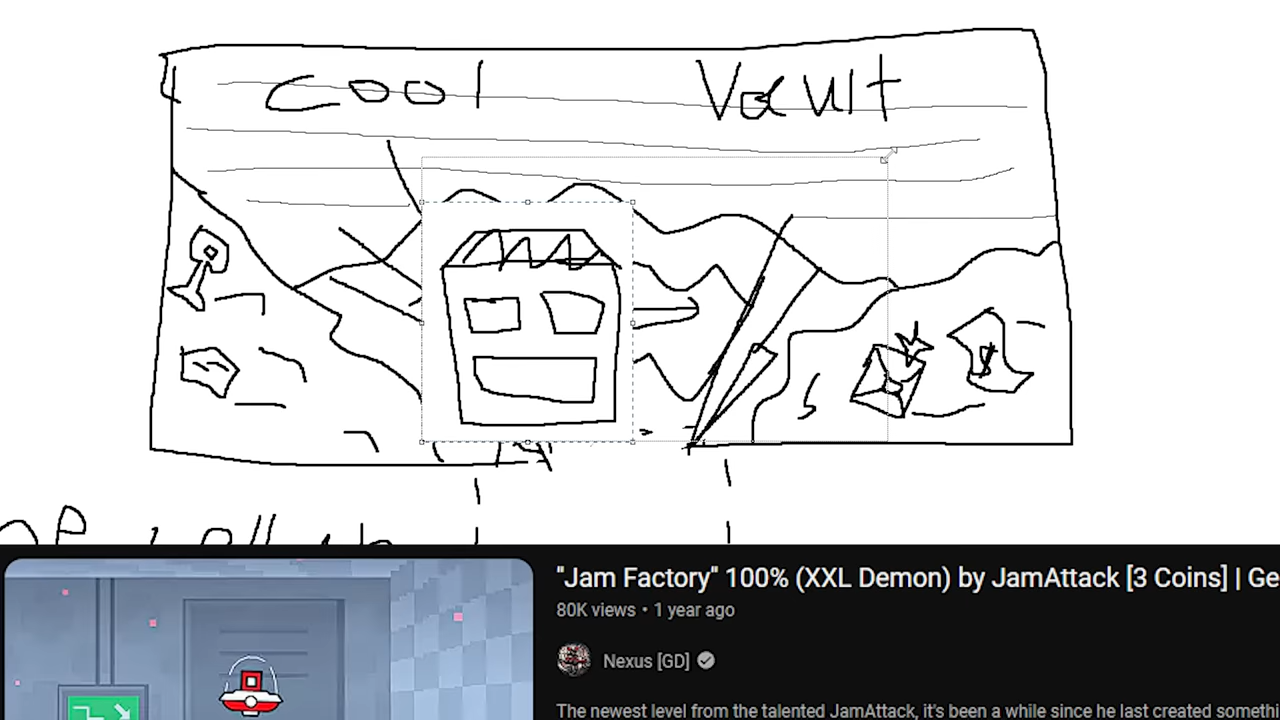 cool Vault
"Jam Factory" 100% (XXL Demon) by JamAttack [3 Coins] | Ge
80K views • 1 year ago
Nexus [GD]
The newest level from the talented JamAttack, it's been a while since he last created somethi